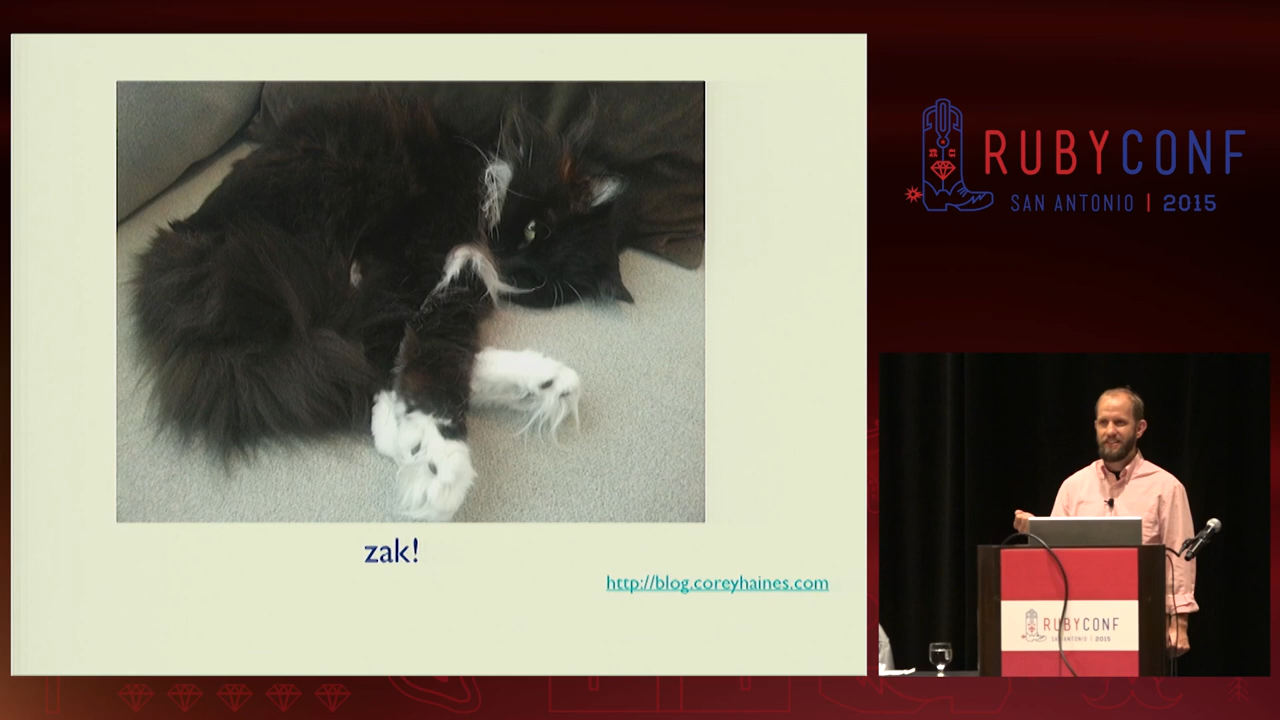 zak!
http://blog.coreyhaines.com
RUBYCONF
SAN ANTONIO | 2015
RUBYCONF
SAN ANTONIO | 2015